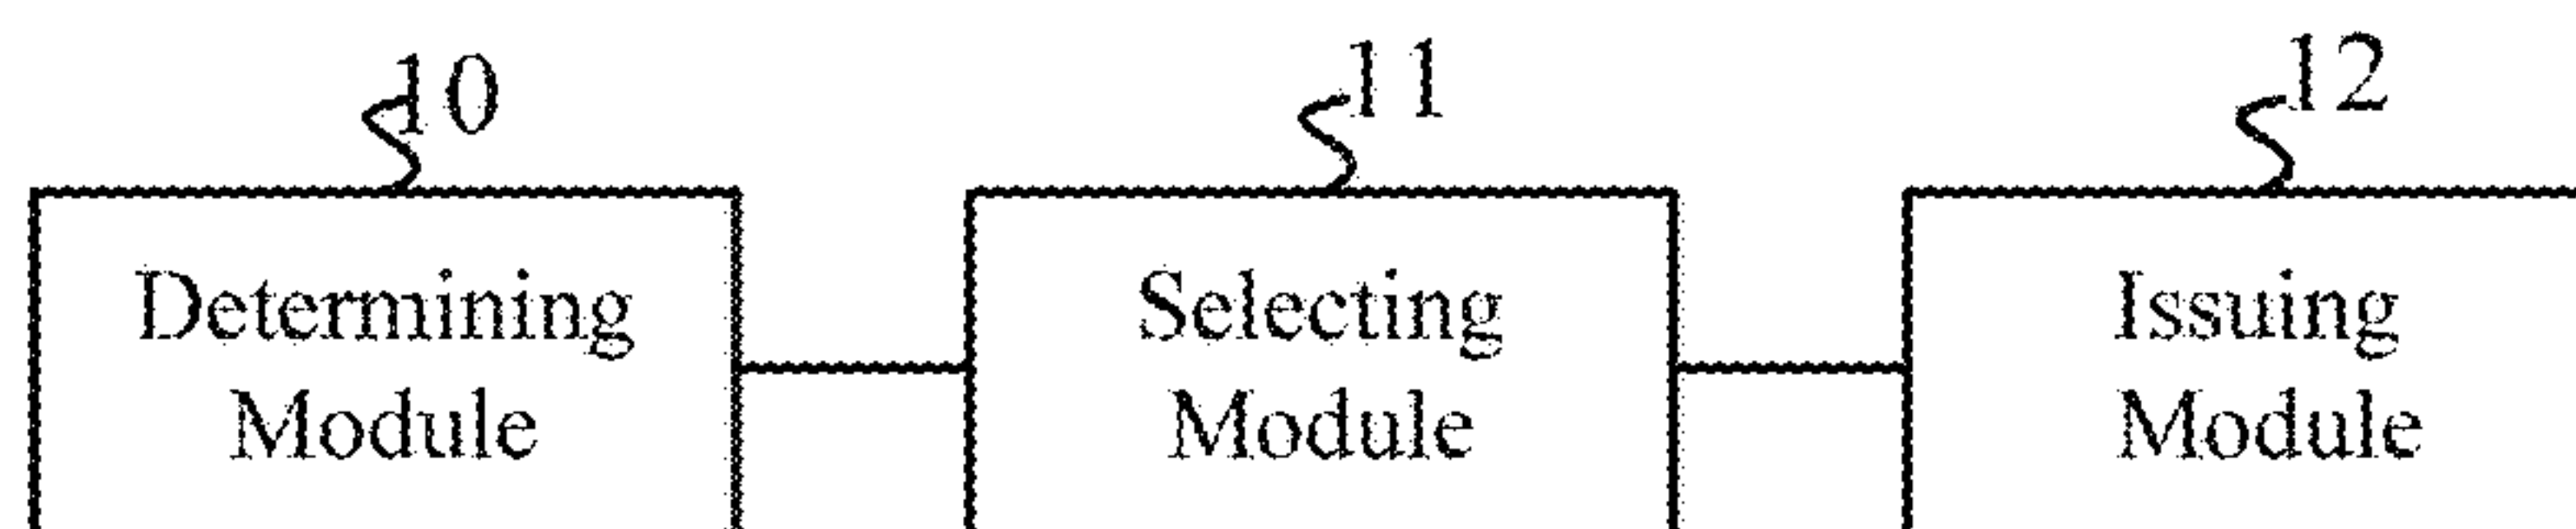 10
11
12
Determining
Module
Selecting
Module
Issuing
Module